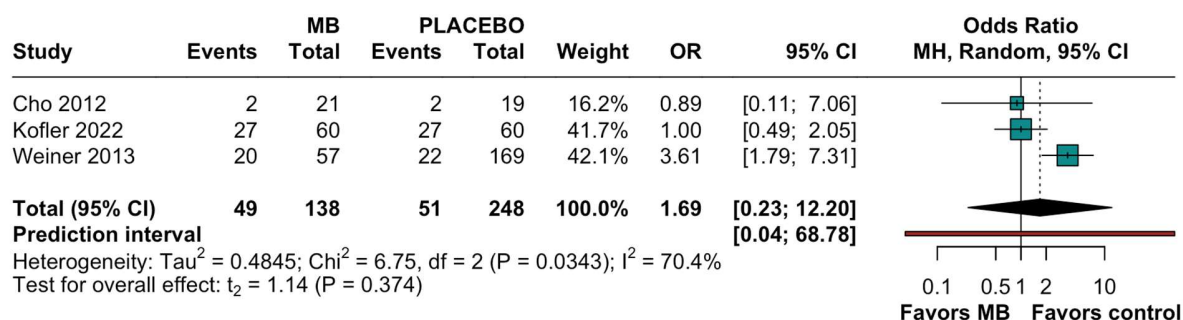 MB PLACEBO Odds Ratio
Study Events Total Events Total Weight OR 95% CI MH, Random, 95% CI
Cho 2012 2 21 2 19 16.2% 0.89 [0.11; 7.06]
Kofler 2022 27 60 27 60 41.7% 1.00 [0.49; 2.05]
Weiner 2013 20 57 22 169 42.1% 3.61 [1.79; 7.31]
Total (95% CI) 49 138 51 248 100.0% 1.69 [0.23; 12.20]
Prediction interval [0.04; 68.78]
Heterogeneity: Tau² = 0.4845; Chi² = 6.75, df = 2 (P = 0.0343); I² = 70.4%
Test for overall effect: t₂ = 1.14 (P = 0.374)
0.1 0.5 1 2 10
Favors MB Favors control